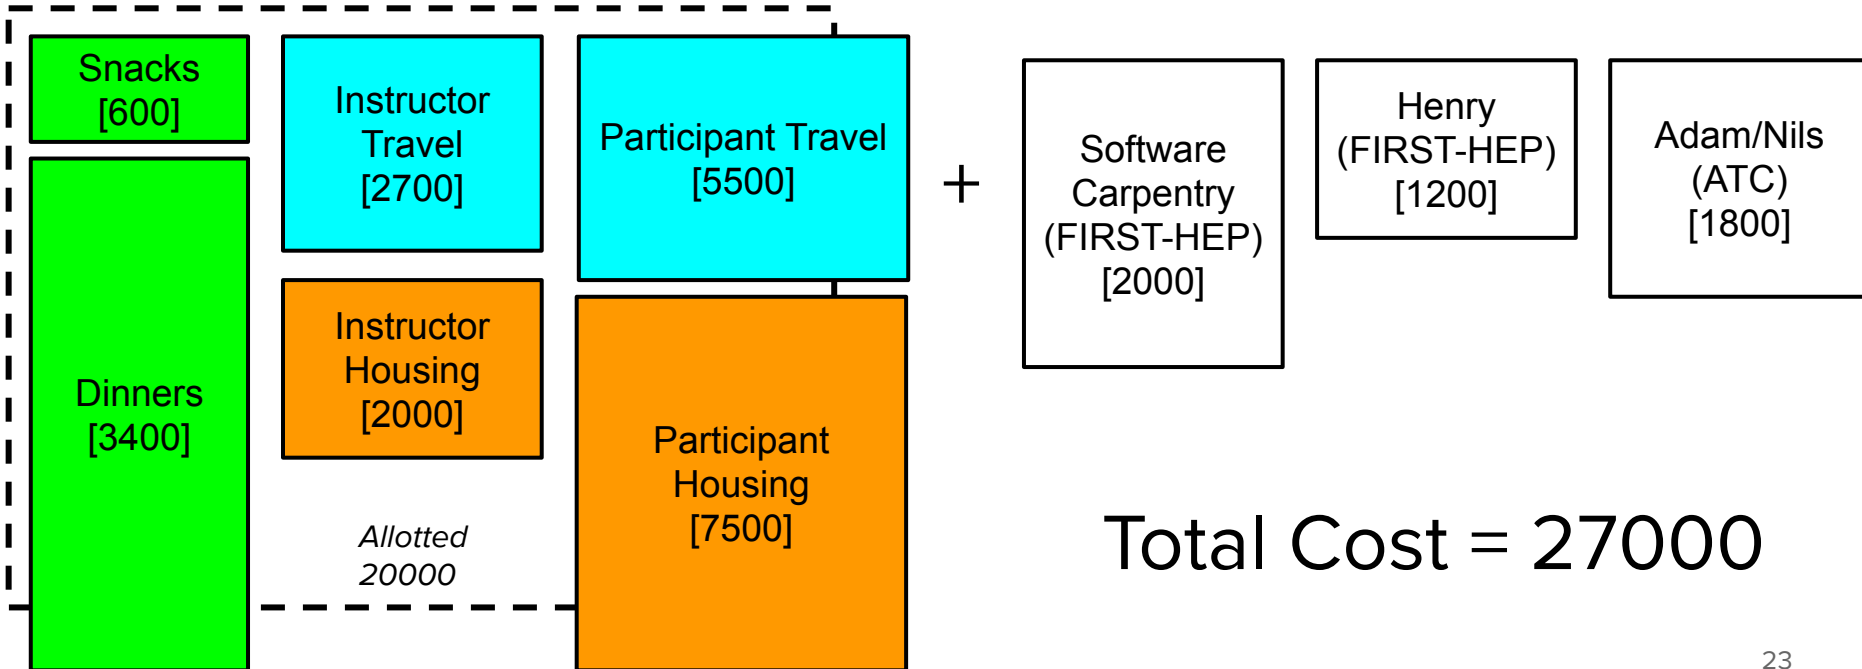 Snacks
[600]
Dinners
[3400]
Instructor
Travel
[2700]
Instructor
Housing
[2000]
Allotted
20000
Participant Travel
[5500]
Participant
Housing
[7500]
+
Software
Carpentry
(FIRST-HEP)
[2000]
Henry
(FIRST-HEP)
[1200]
Adam/Nils
(ATC)
[1800]
Total Cost = 27000
23